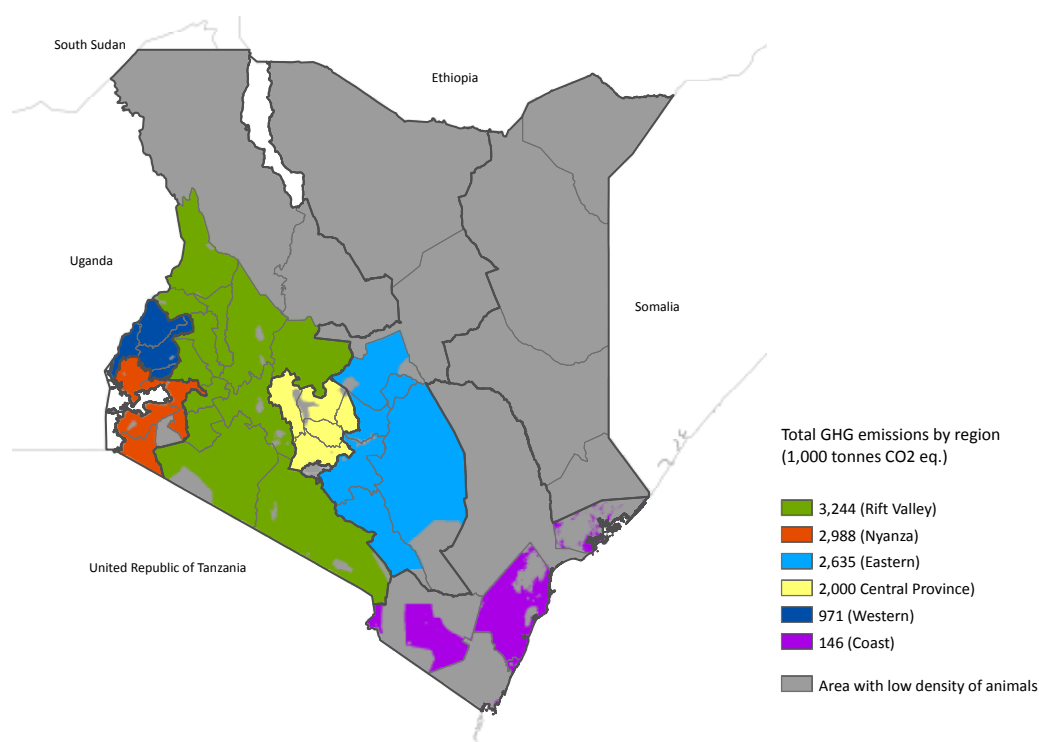 South Sudan
Ethiopia
Uganda
Somalia
United Republic of Tanzania
Total GHG emissions by region
(1,000 tonnes CO2 eq.)
3,244 (Rift Valley)
2,988 (Nyanza)
2,635 (Eastern)
2,000 Central Province)
971 (Western)
146 (Coast)
Area with low density of animals